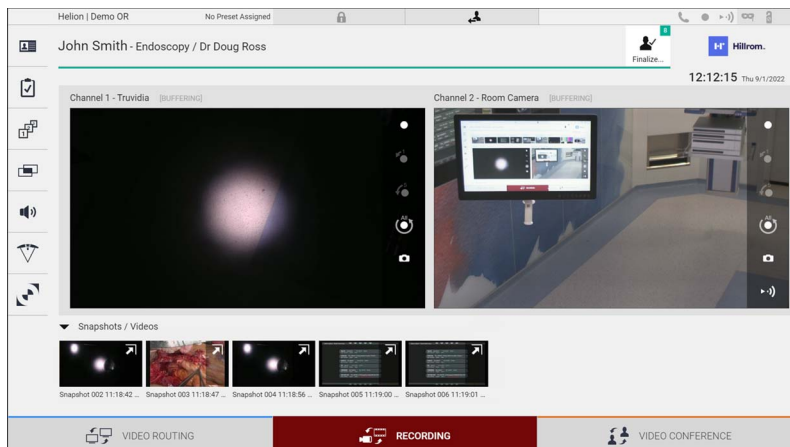 Helion | Demo OR
No Preset Assigned
John Smith - Endoscopy / Dr Doug Ross
8
Finalize...
H Hillrom.
12:12:15 Thu 9/1/2022
Channel 1 - Truvidia [BUFFERING]
Channel 2 - Room Camera [BUFFERING]
All
All
Snapshots / Videos
Snapshot 002 11:18:42 ...
Snapshot 003 11:18:47 ...
Snapshot 004 11:18:56 ...
Snapshot 005 11:19:00 ...
Snapshot 006 11:19:01 ...
VIDEO ROUTING
RECORDING
VIDEO CONFERENCE